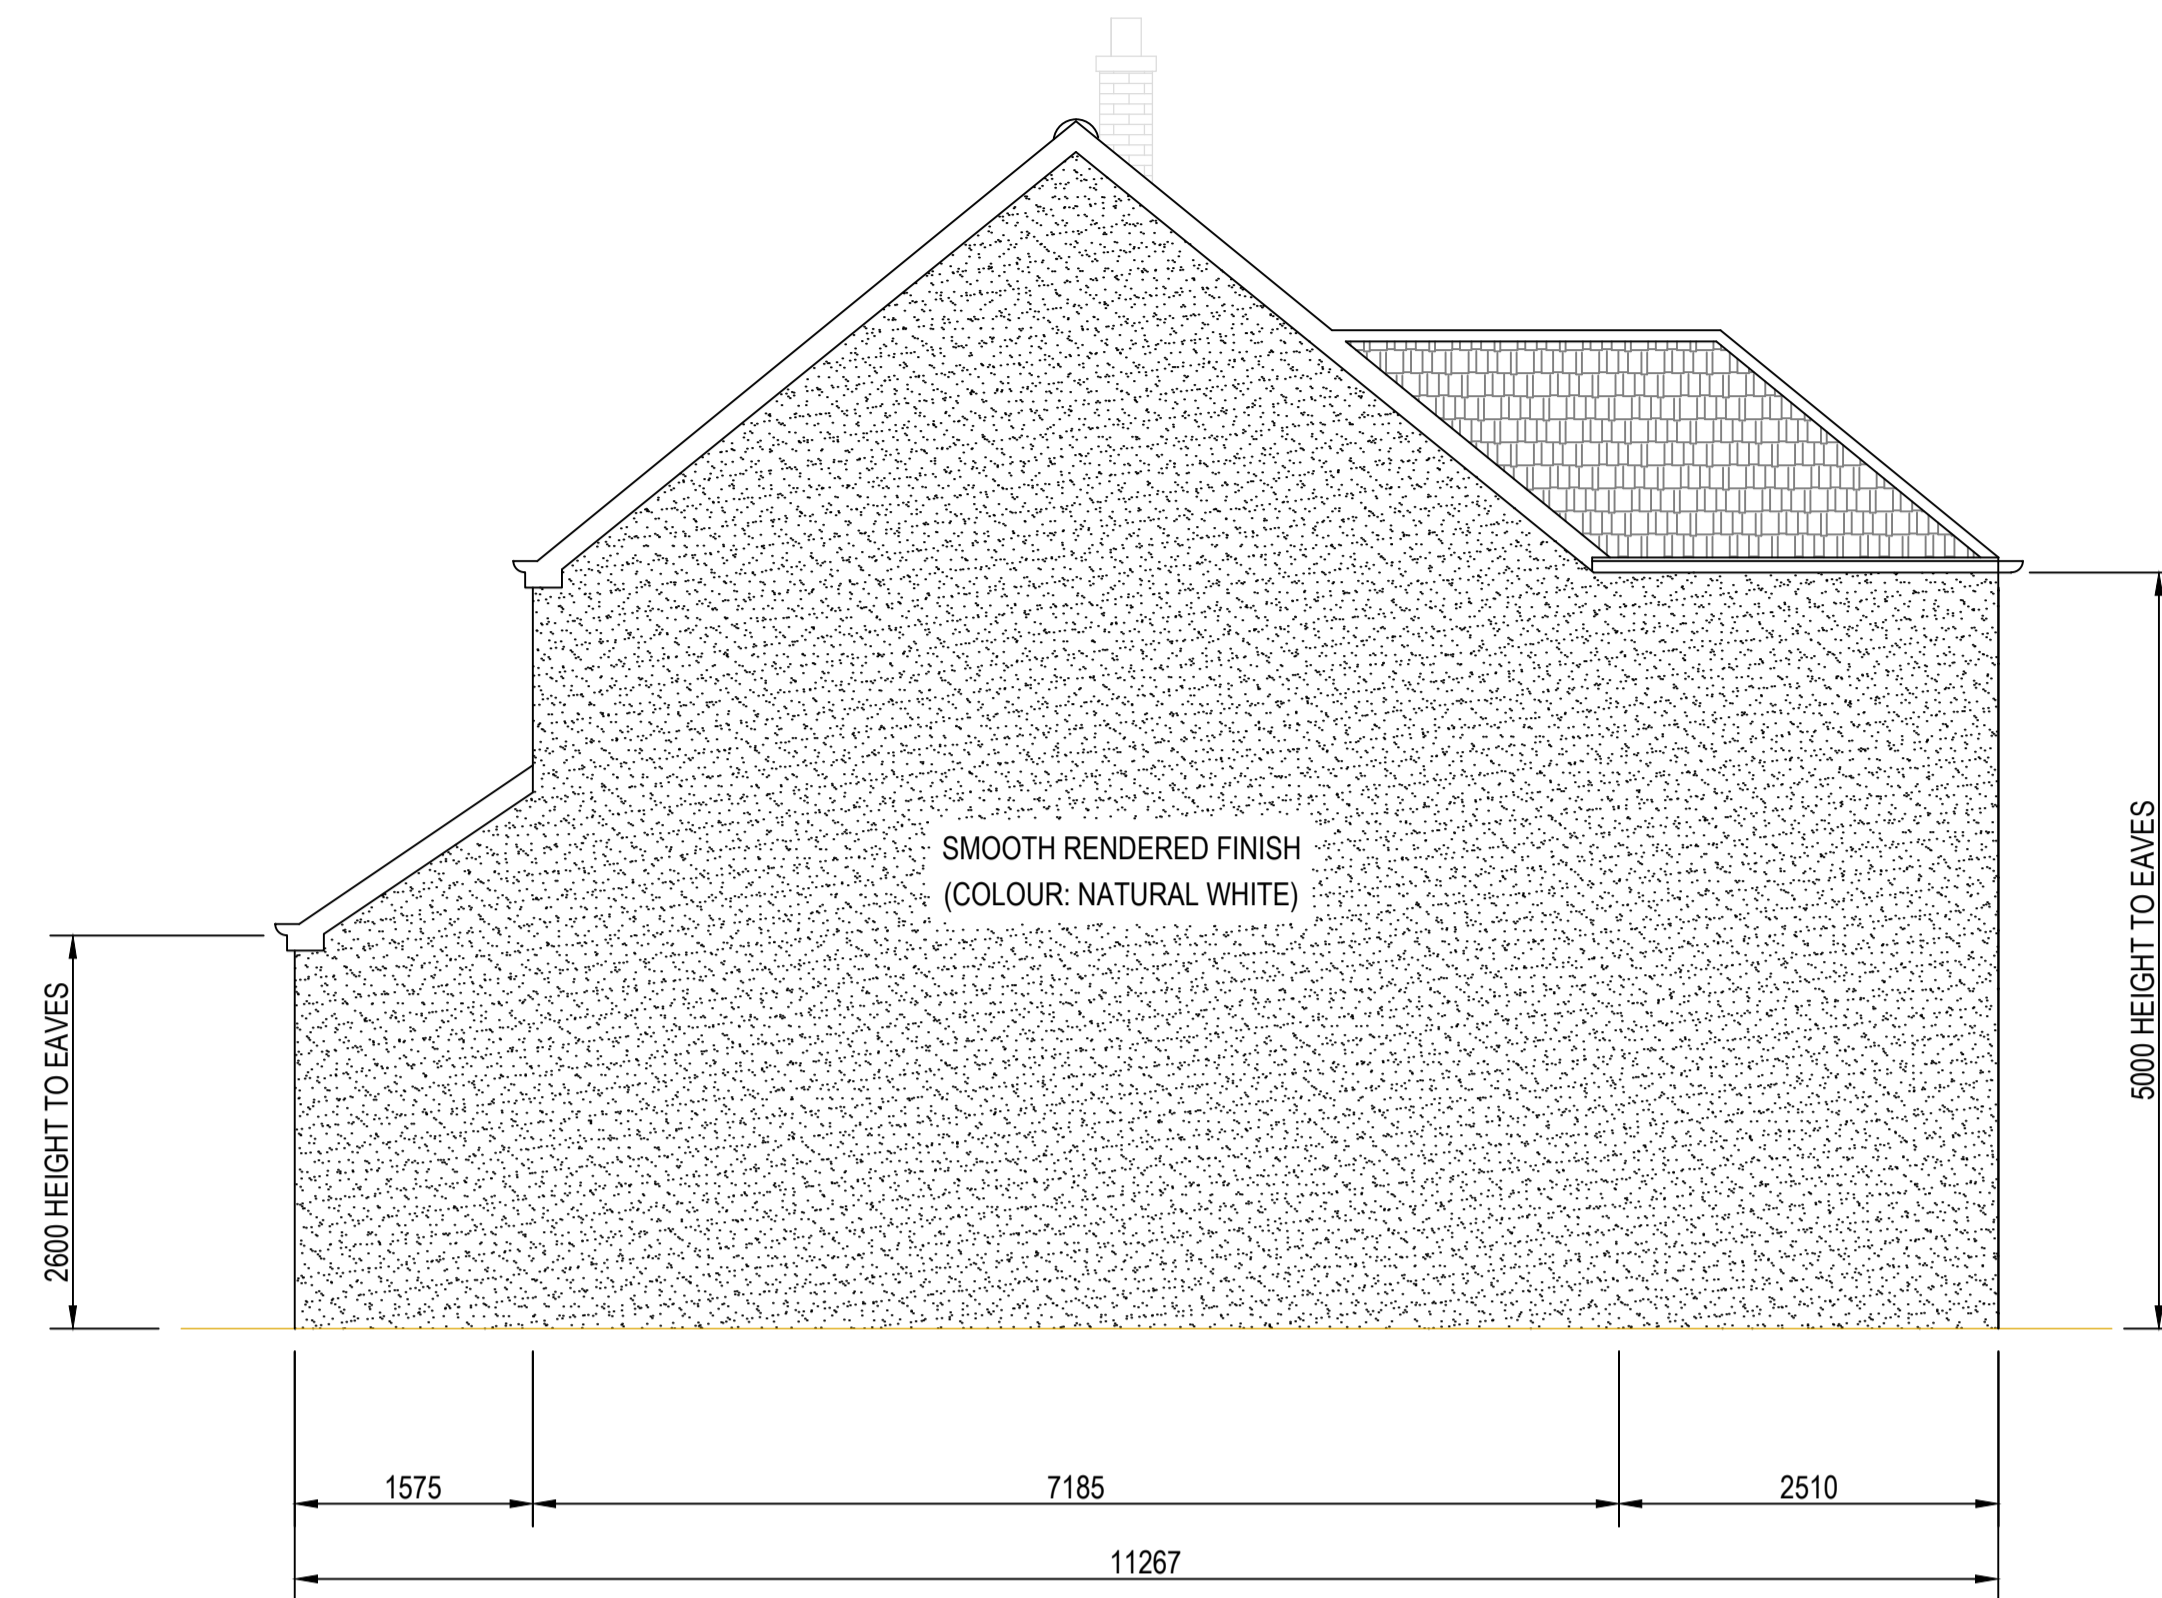 SMOOTH RENDERED FINISH
(COLOUR: NATURAL WHITE)
2600 HEIGHT TO EAVES
5000 HEIGHT TO EAVES
1575
7185
2510
11267